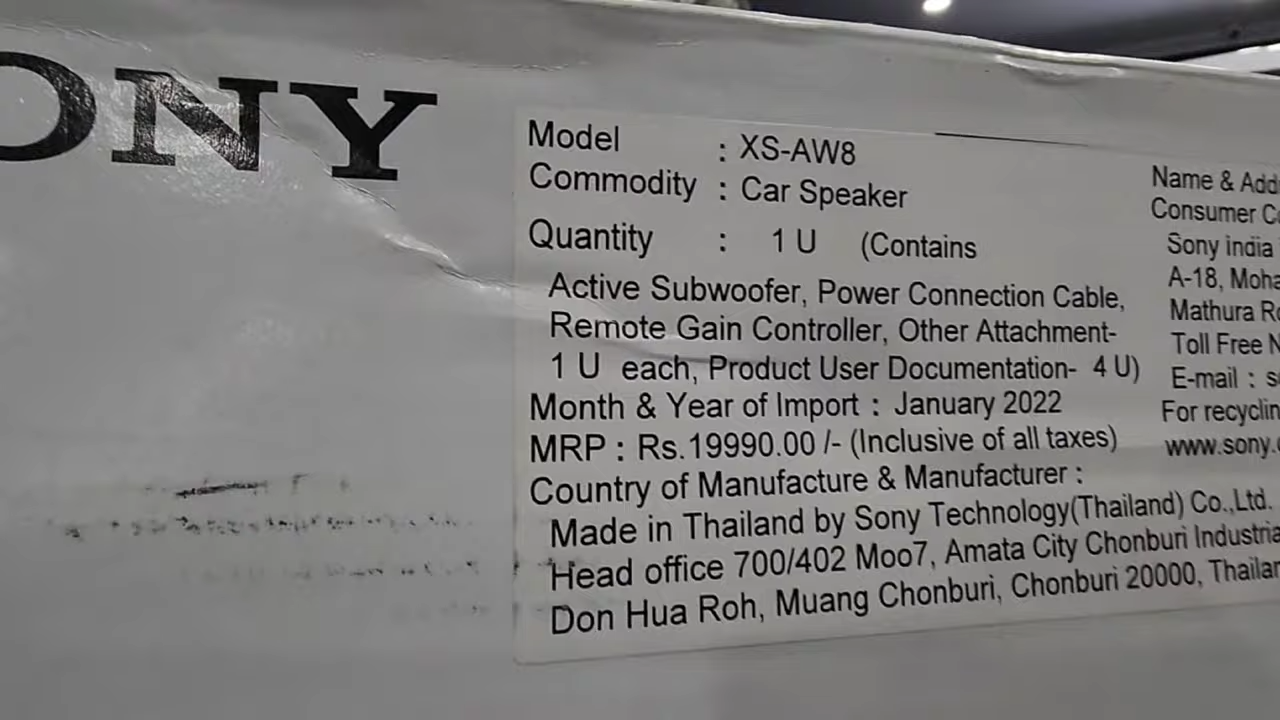 SONY
Model : XS-AW8
Commodity : Car Speaker
Quantity : 1 U (Contains
Active Subwoofer, Power Connection Cable,
Remote Gain Controller, Other Attachment-
1 U each, Product User Documentation- 4 U)
Month & Year of Import : January 2022
MRP : Rs.19990.00 /- (Inclusive of all taxes)
Country of Manufacture & Manufacturer :
Made in Thailand by Sony Technology(Thailand) Co.,Ltd.
Head office 700/402 Moo7, Amata City Chonburi Industria
Don Hua Roh, Muang Chonburi, Chonburi 20000, Thailan
Name & Add
Consumer C
Sony india
A-18, Moha
Mathura Ro
Toll Free N
E-mail : s
For recyclin
www.sony.